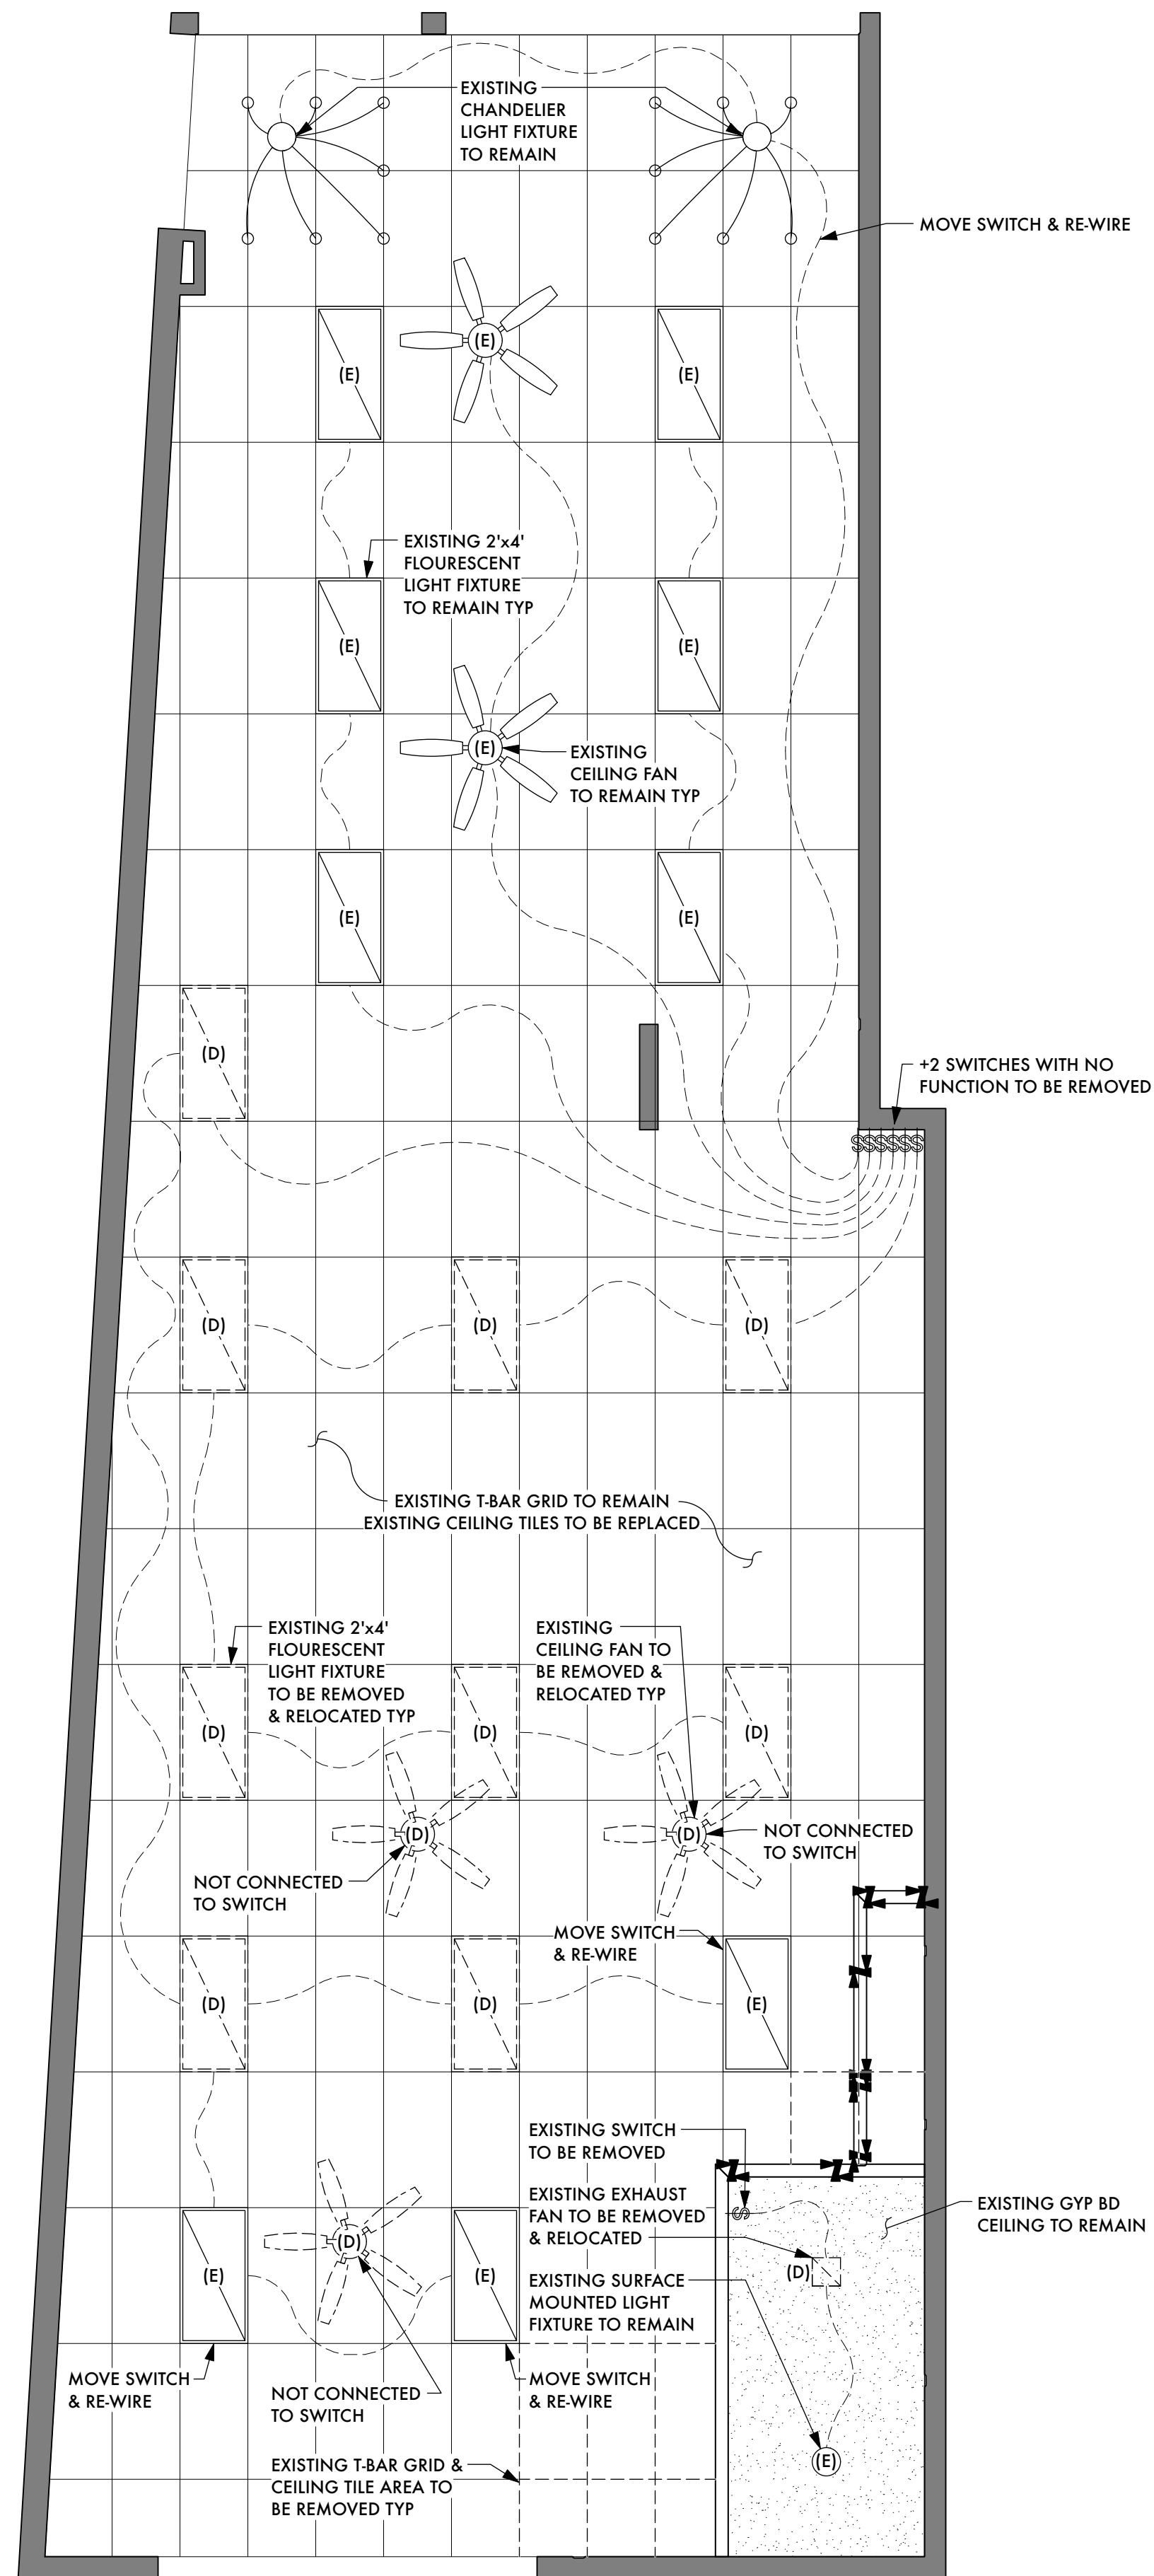 EXISTING
CHANDELIER
LIGHT FIXTURE
TO REMAIN
MOVE SWITCH & RE-WIRE
(E)
(E)
(E)
EXISTING 2'x4'
FLOURESCENT
LIGHT FIXTURE
TO REMAIN TYP
(E)
(E)
(E)
EXISTING
CEILING FAN
TO REMAIN TYP
(E)
(E)
(D)
+2 SWITCHES WITH NO
FUNCTION TO BE REMOVED
$$$$$$
(D)
(D)
(D)
EXISTING T-BAR GRID TO REMAIN
EXISTING CEILING TILES TO BE REPLACED
EXISTING 2'x4'
FLOURESCENT
LIGHT FIXTURE
TO BE REMOVED
& RELOCATED TYP
EXISTING
CEILING FAN TO
BE REMOVED &
RELOCATED TYP
(D)
(D)
(D)
(D)
(D)
NOT CONNECTED
TO SWITCH
NOT CONNECTED
TO SWITCH
MOVE SWITCH
& RE-WIRE
(D)
(D)
(E)
EXISTING SWITCH
TO BE REMOVED
$
EXISTING EXHAUST
FAN TO BE REMOVED
& RELOCATED
EXISTING GYP BD
CEILING TO REMAIN
(D)
(D)
(E)
(E)
EXISTING SURFACE
MOUNTED LIGHT
FIXTURE TO REMAIN
MOVE SWITCH
& RE-WIRE
NOT CONNECTED
TO SWITCH
MOVE SWITCH
& RE-WIRE
(E)
EXISTING T-BAR GRID &
CEILING TILE AREA TO
BE REMOVED TYP